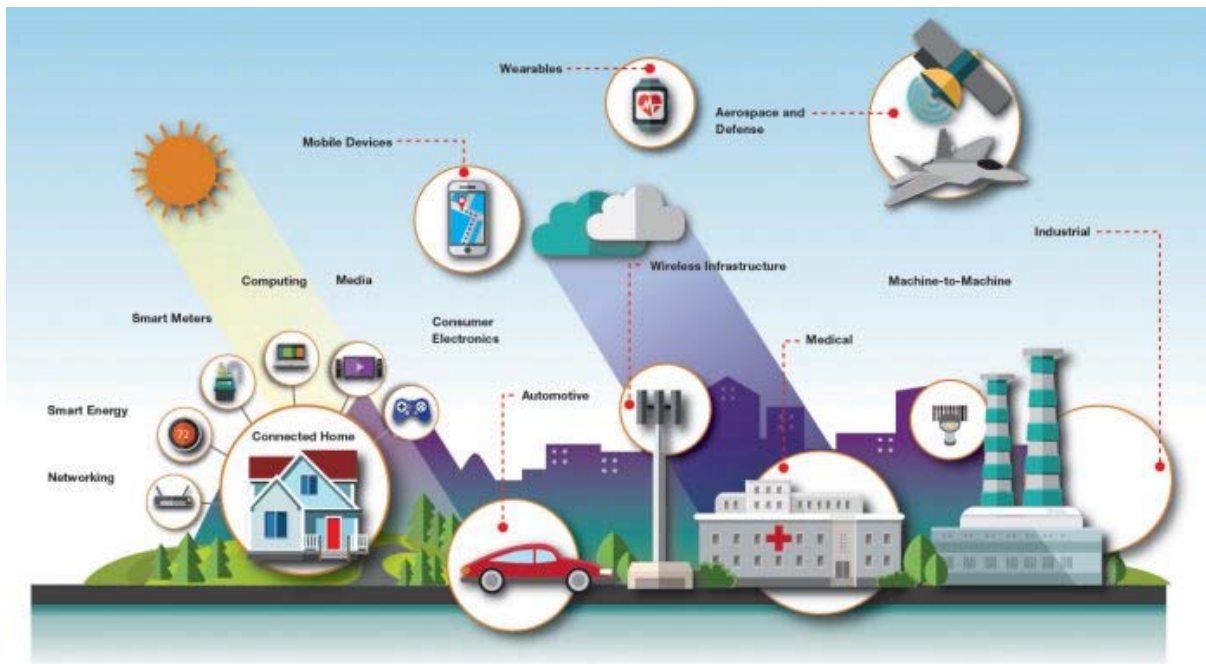 Wearables
Aerospace and
Defense
Mobile Devices
Industrial
Wireless Infrastructure
Computing
Media
Machine-to-Machine
Smart Meters
Consumer
Electronics
Medical
Automotive
Smart Energy
Connected Home
72
Networking